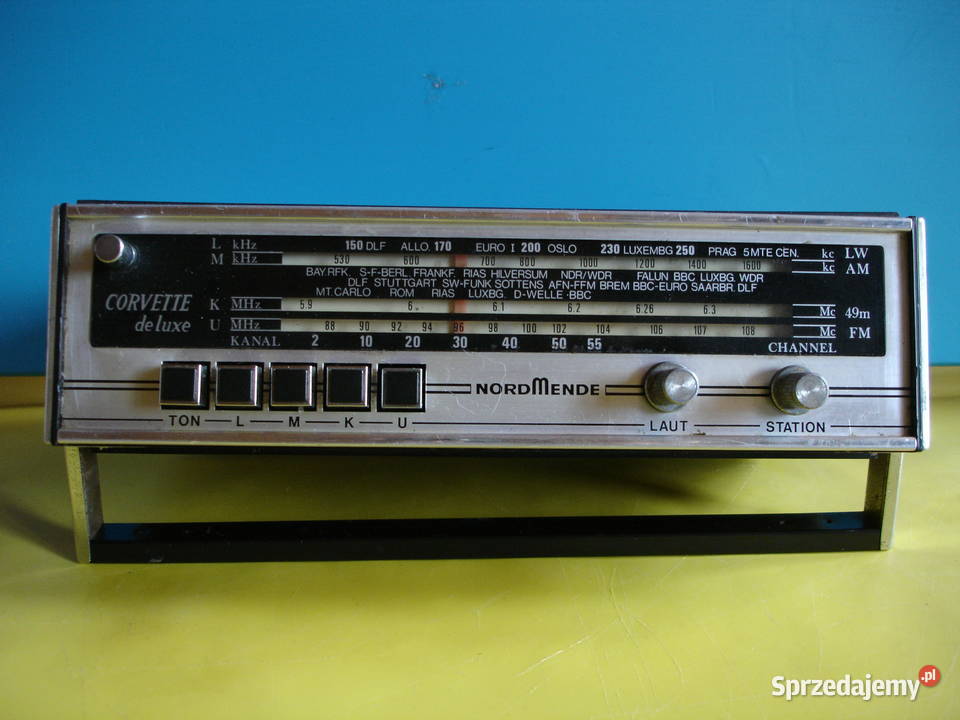 L kHz 150 DLF ALLO. 170 EURO I 200 OSLO 230 LUXEMBG 250 PRAG 5 MTE CEN. kc LW
M kHz 530 600 700 800 1000 1200 1400 1600 kc AM
BAY.RFK. S-F-BERL. FRANKF. RIAS HILVERSUM NDR/WDR FALUN BBC LUXBG. WDR
DLF STUTTGART SW-FUNK SOTTENS AFN-FFM BREM BBC-EURO SAARBR. DLF
MT.CARLO ROM RIAS LUXBG. D-WELLE·BBC
CORVETTE
de luxe
K MHz 5.9 6. 6.1 6.2 6.26 6.3 Mc 49m
U MHz 88 90 92 94 96 98 100 102 104 106 107 108 Mc FM
KANAL 2 10 20 30 40 50 55 CHANNEL
NORDMENDE
TON L M K U LAUT STATION
Sprzedajemy.pl